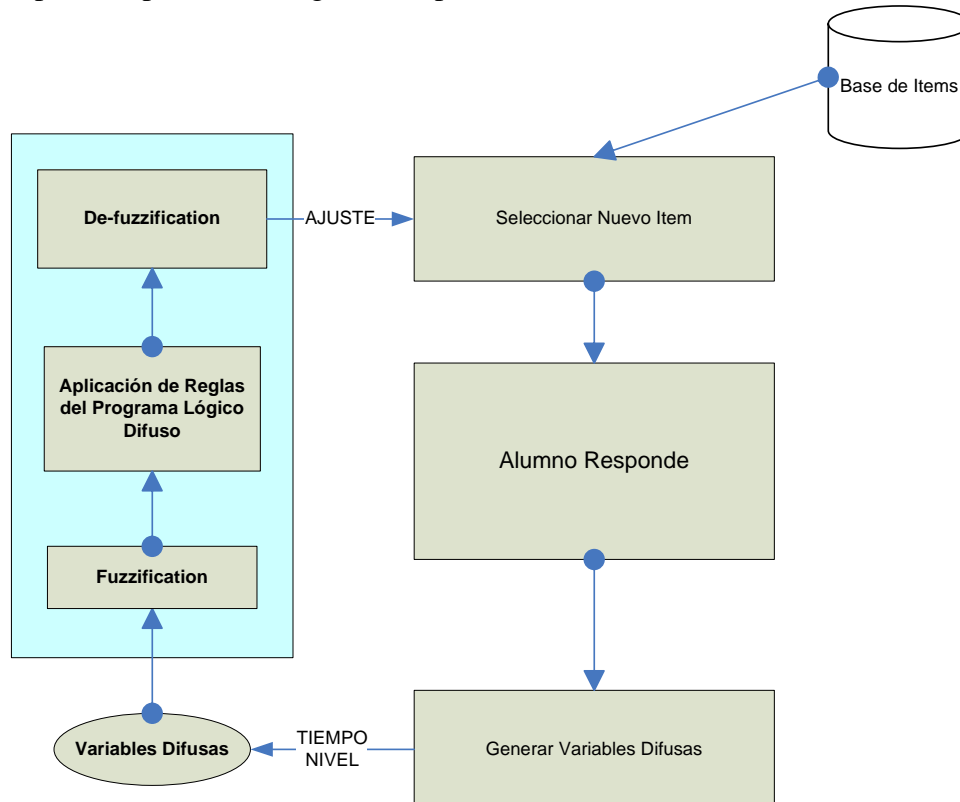 Base de Items
De-fuzzification
AJUSTE
Seleccionar Nuevo Item
Aplicación de Reglas
del Programa Lógico
Difuso
Alumno Responde
Fuzzification
Variables Difusas
TIEMPO
NIVEL
Generar Variables Difusas